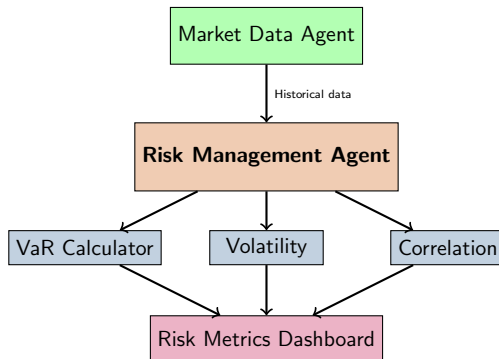 Market Data Agent
Historical data
Risk Management Agent
VaR Calculator
Volatility
Correlation
Risk Metrics Dashboard